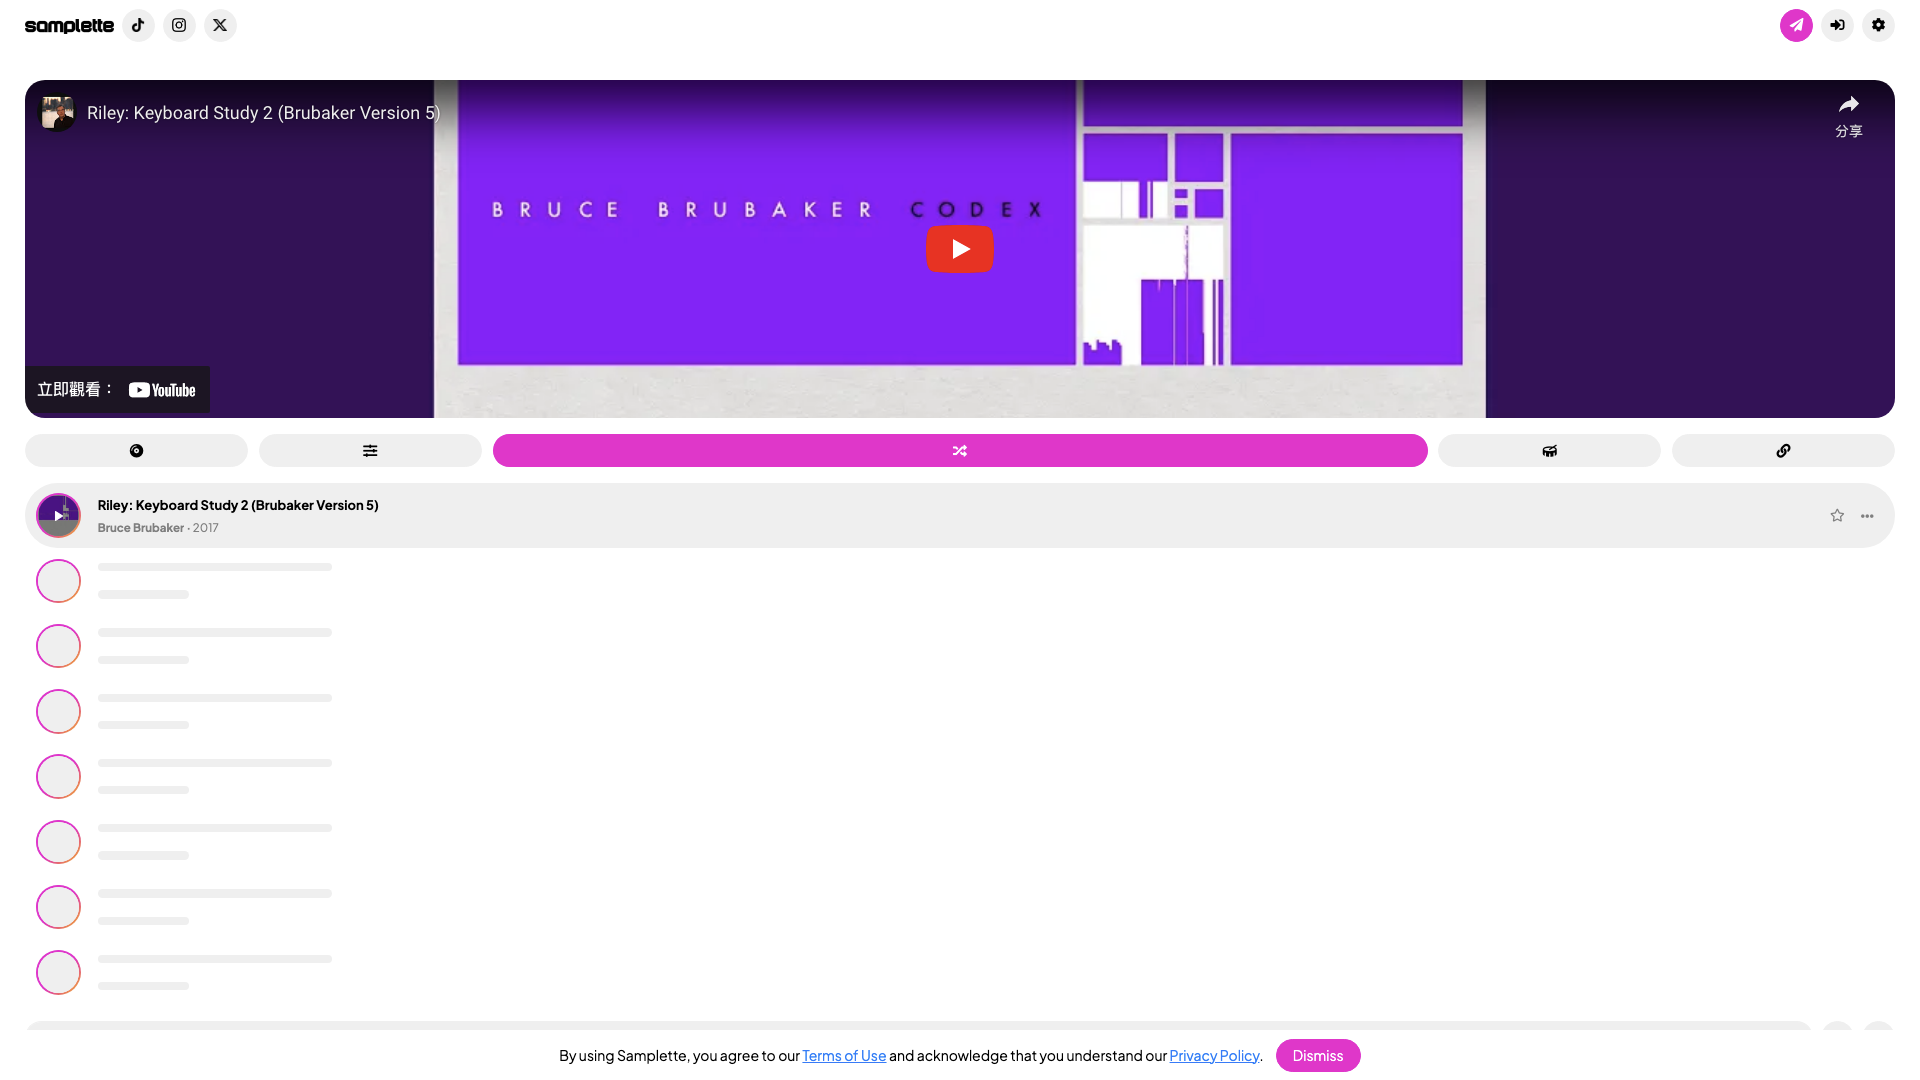 samplette
Riley: Keyboard Study 2 (Brubaker Version 5)
分享
BRUCE BRUBAKER CODEX
立即觀看： YouTube
Riley: Keyboard Study 2 (Brubaker Version 5)
Bruce Brubaker · 2017
By using Samplette, you agree to our Terms of Use and acknowledge that you understand our Privacy Policy. Dismiss